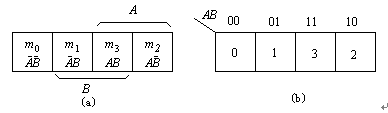 A
m₀ m₁ m₃ m₂
ĀB̄ ĀB AB AB̄
B
(a)
AB 00 01 11 10
0 1 3 2
(b)